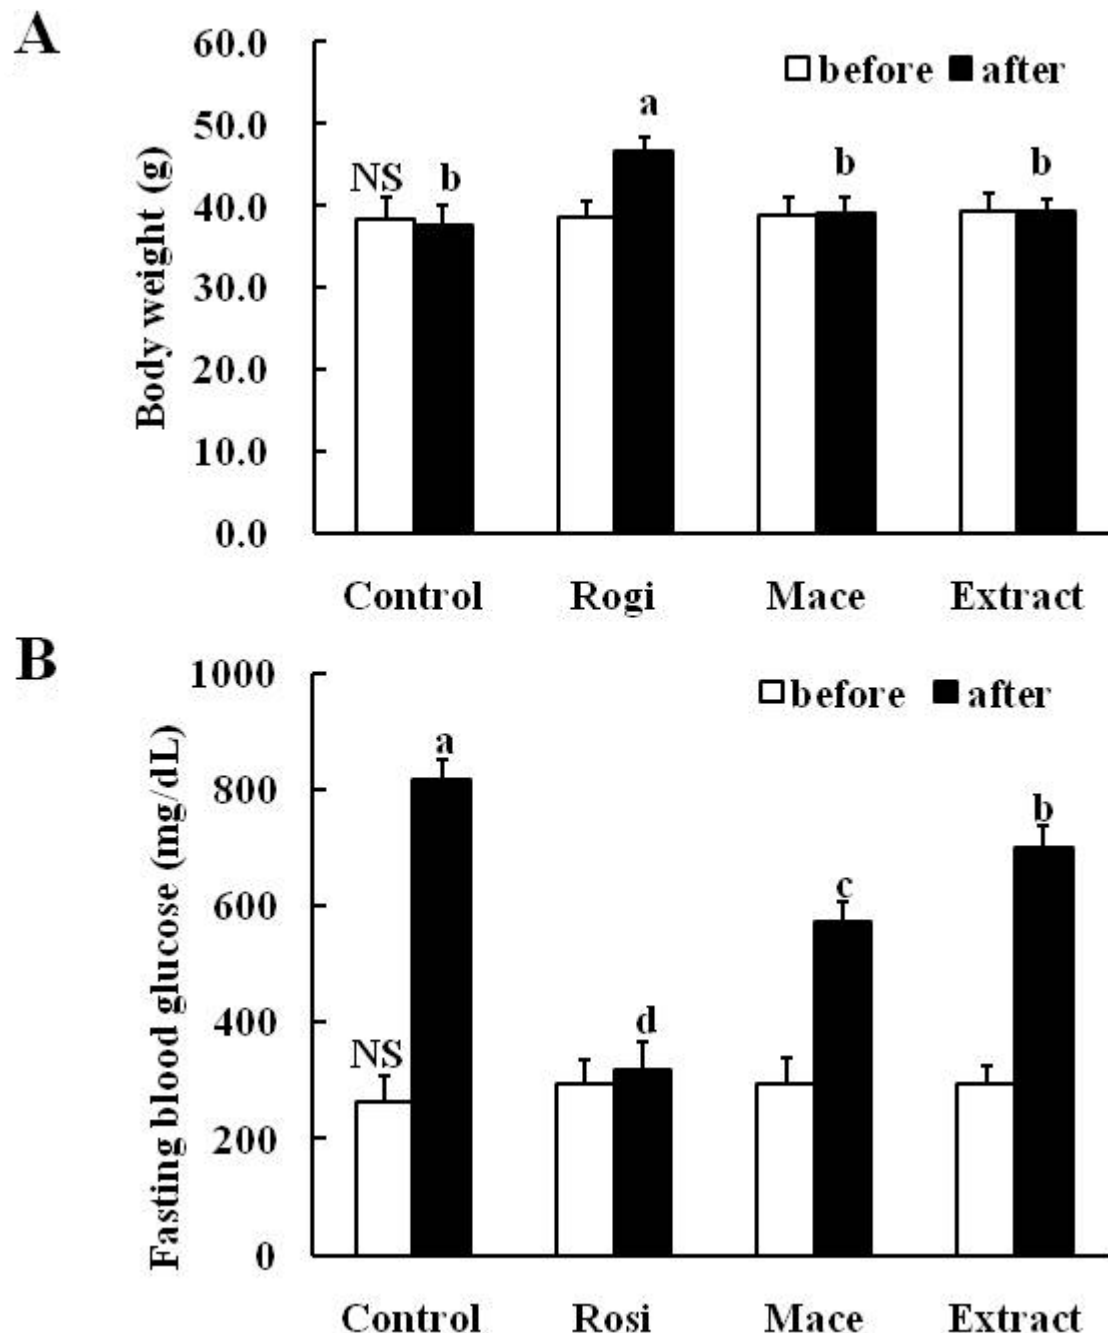 A
60.0
before after
50.0
a
NS b b b
40.0
30.0
20.0
10.0
0.0
Body weight (g)
Control Rogi Mace Extract
B
1000
before after
a
800
b
c
600
400
NS d
200
0
Fasting blood glucose (mg/dL)
Control Rosi Mace Extract